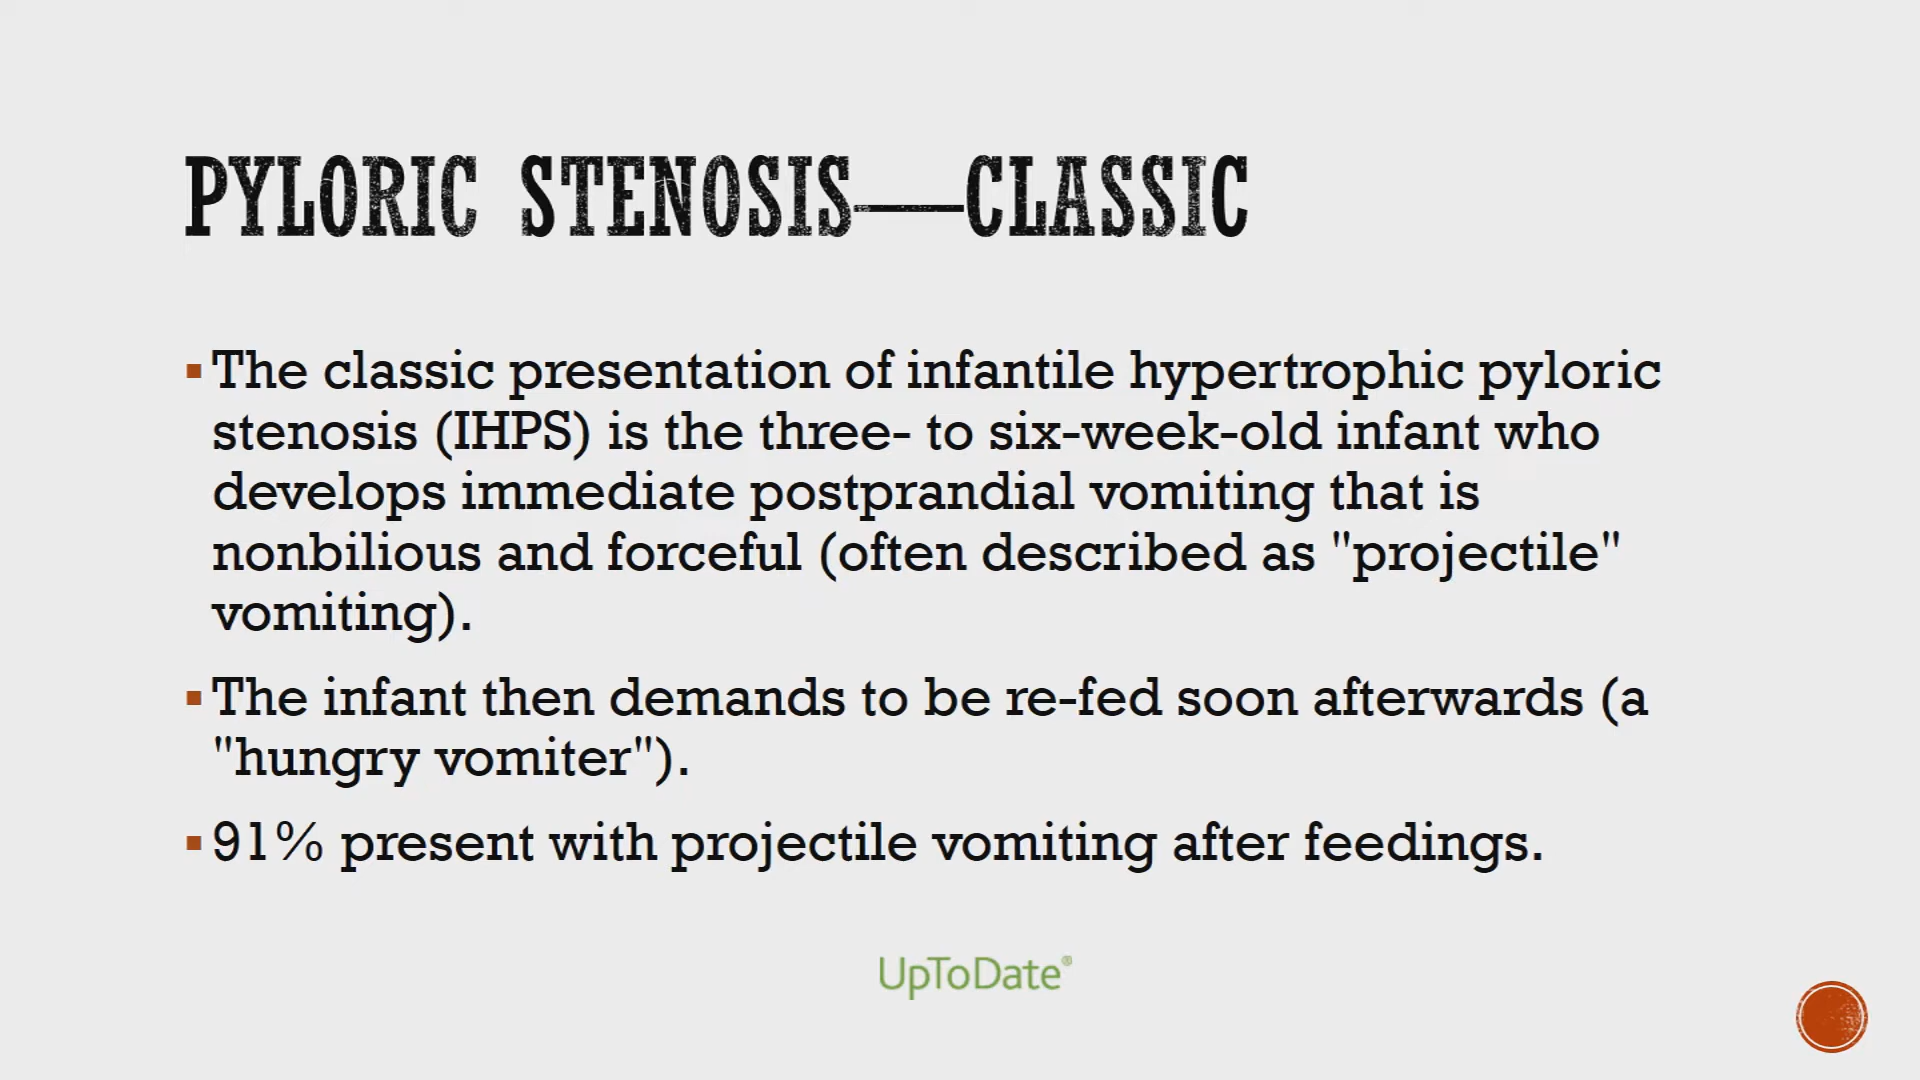 PYLORIC STENOSIS—CLASSIC
▪The classic presentation of infantile hypertrophic pyloric
stenosis (IHPS) is the three- to six-week-old infant who
develops immediate postprandial vomiting that is
nonbilious and forceful (often described as "projectile"
vomiting).
▪The infant then demands to be re-fed soon afterwards (a
"hungry vomiter").
▪91% present with projectile vomiting after feedings.
UpToDate®